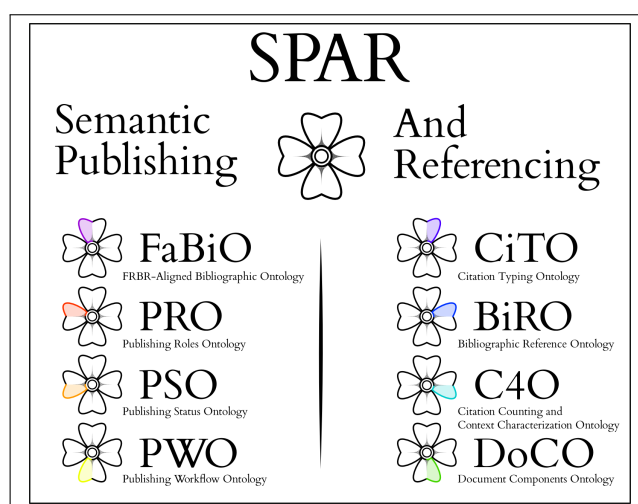 SPAR
Semantic
Publishing
And
Referencing
FaBiO
FRBR-Aligned Bibliographic Ontology
PRO
Publishing Roles Ontology
PSO
Publishing Status Ontology
PWO
Publishing Workflow Ontology
CiTO
Citation Typing Ontology
BiRO
Bibliographic Reference Ontology
C4O
Citation Counting and
Context Characterization Ontology
DoCO
Document Components Ontology